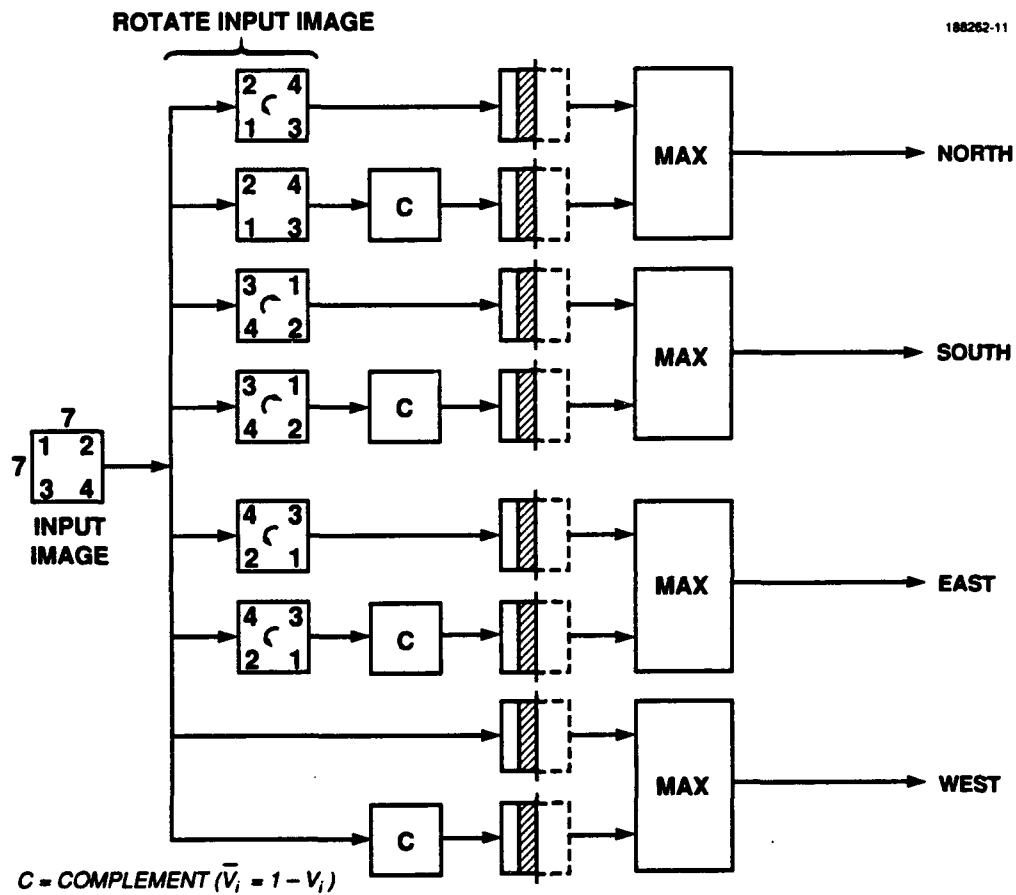 ROTATE INPUT IMAGE
188262-11
2 4
1 3
MAX
NORTH
2 4
1 3
C
3 1
4 2
MAX
SOUTH
3 1
4 2
C
7
7
1 2
3 4
INPUT
IMAGE
4 3
2 1
MAX
EAST
4 3
2 1
C
MAX
WEST
C
C = COMPLEMENT (V̄i = 1 – Vi)